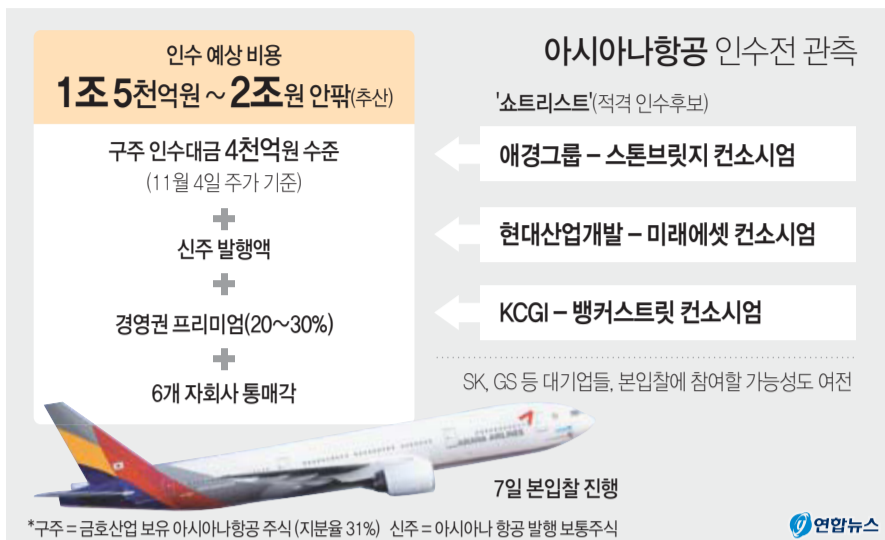 아시아나항공 인수전 관측
인수 예상 비용
1조 5천억원~2조원 안팎(추산)
구주 인수대금 4천억원 수준
(11월 4일 주가 기준)
+
신주 발행액
+
경영권 프리미엄(20~30%)
+
6개 자회사 통매각
'쇼트리스트'(적격 인수후보)
애경그룹 – 스톤브릿지 컨소시엄
현대산업개발 – 미래에셋 컨소시엄
KCGI – 뱅커스트릿 컨소시엄
SK, GS 등 대기업들, 본입찰에 참여할 가능성도 여전
ASIANA AIRLINES
7일 본입찰 진행
*구주 = 금호산업 보유 아시아나항공 주식 (지분율 31%) 신주 = 아시아나 항공 발행 보통주식
연합뉴스